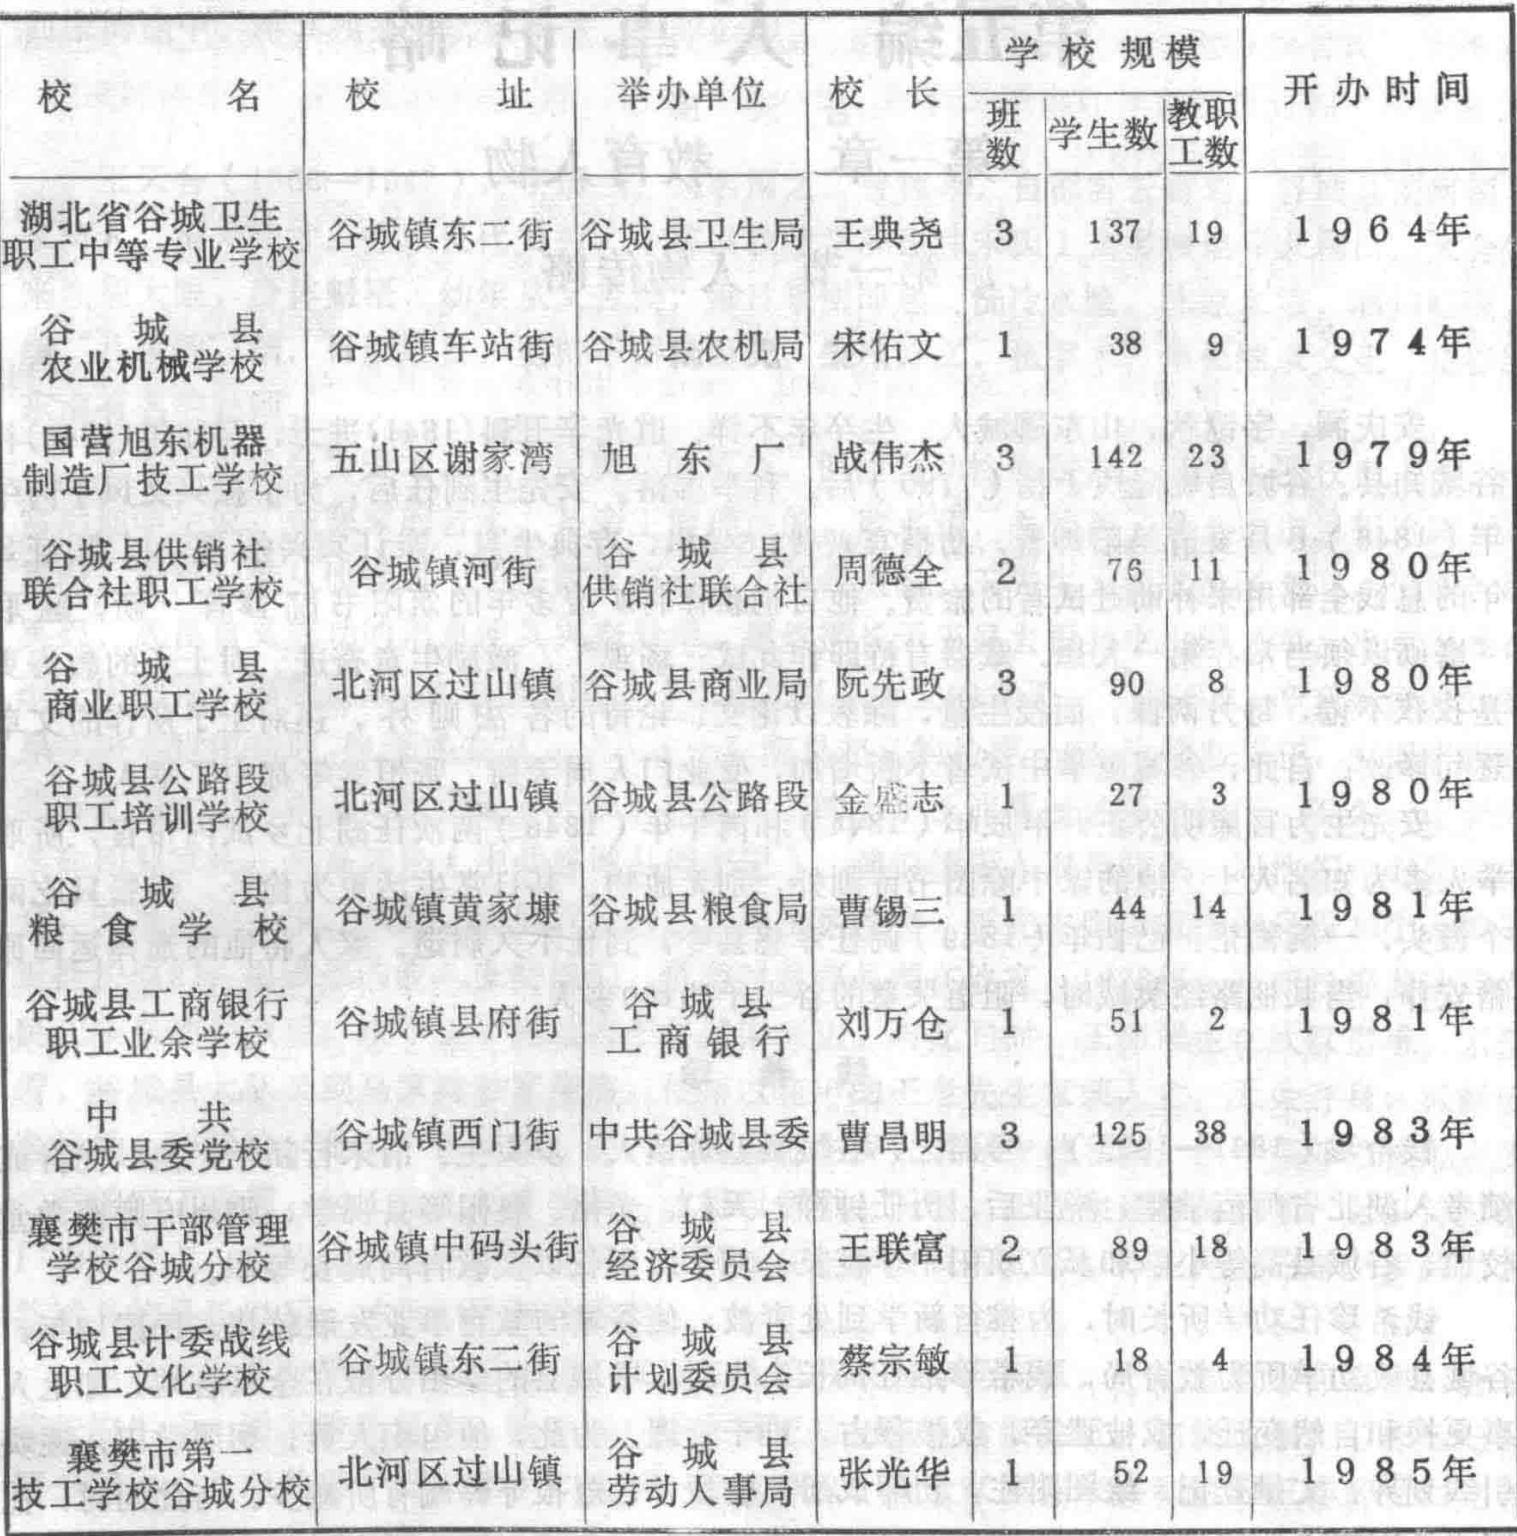 校名 校址 举办单位 校长 学校规模 开办时间
班数 学生数 教职工数
湖北省谷城卫生职工中等专业学校 谷城镇东二街 谷城县卫生局 王典尧 3 137 19 1964年
谷城县农业机械学校 谷城镇车站街 谷城县农机局 宋佑文 1 38 9 1974年
国营旭东机器制造厂技工学校 五山区谢家湾 旭东厂 战伟杰 3 142 23 1979年
谷城县供销社联合社职工学校 谷城镇河街 谷城县供销社联合社 周德全 2 76 11 1980年
谷城县商业职工学校 北河区过山镇 谷城县商业局 阮先政 3 90 8 1980年
谷城县公路段职工培训学校 北河区过山镇 谷城县公路段 金盛志 1 27 3 1980年
谷城县粮食学校 谷城镇黄家塝 谷城县粮食局 曹锡三 1 44 14 1981年
谷城县工商银行职工业余学校 谷城镇县府街 谷城县工商银行 刘万仓 1 51 2 1981年
中共谷城县委党校 谷城镇西门街 中共谷城县委 曹昌明 3 125 38 1983年
襄樊市干部管理学校谷城分校 谷城镇中码头街 谷城县经济委员会 王联富 2 89 18 1983年
谷城县计委战线职工文化学校 谷城镇东二街 谷城县计划委员会 蔡宗敏 1 18 4 1984年
襄樊市第一技工学校谷城分校 北河区过山镇 谷城县劳动人事局 张光华 1 52 19 1985年